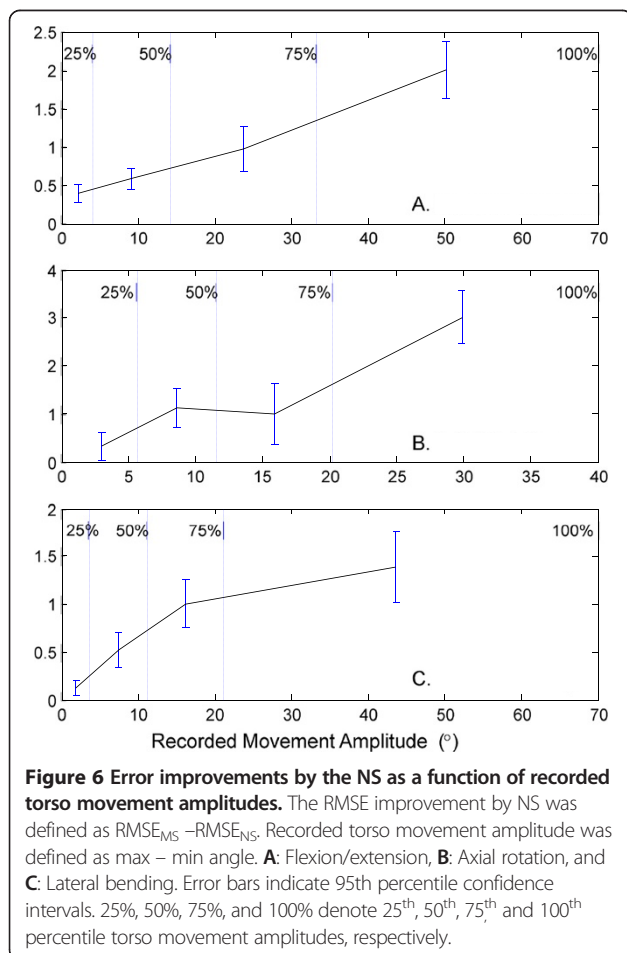 2.5
25% 50% 75% 100%
2
1.5
1
0.5
A.
0
0 10 20 30 40 50 60 70
4
25% 50% 75% 100%
3
2
1
B.
0
0 5 10 15 20 25 30 35 40
2
25% 50% 75% 100%
1.5
1
0.5
C.
0
0 10 20 30 40 50 60 70
Recorded Movement Amplitude (°)
Figure 6 Error improvements by the NS as a function of recorded
torso movement amplitudes. The RMSE improvement by NS was
defined as RMSE_MS –RMSE_NS. Recorded torso movement amplitude was
defined as max – min angle. A: Flexion/extension, B: Axial rotation, and
C: Lateral bending. Error bars indicate 95th percentile confidence
intervals. 25%, 50%, 75%, and 100% denote 25th, 50th, 75,th and 100th
percentile torso movement amplitudes, respectively.